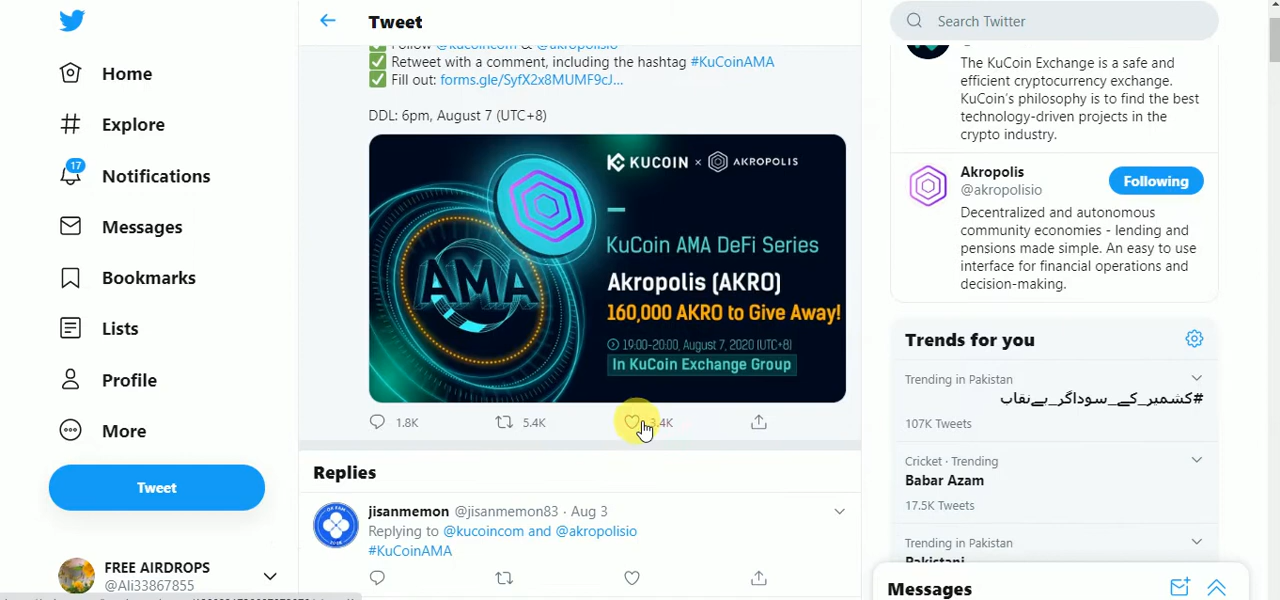 Tweet
Search Twitter
Home
Explore
17
Notifications
Messages
Bookmarks
Lists
Profile
More
Tweet
FREE AIRDROPS
@Ali33867855
Follow @kucoincom & @akropolisio
Retweet with a comment, including the hashtag #KuCoinAMA
Fill out: forms.gle/SyfX2x8MUMF9cJ...
DDL: 6pm, August 7 (UTC+8)
KUCOIN × AKROPOLIS
AMA
KuCoin AMA DeFi Series
Akropolis (AKRO)
160,000 AKRO to Give Away!
19:00-20:00, August 7, 2020 (UTC+8)
In KuCoin Exchange Group
1.8K 5.4K 3.4K
Replies
jisanmemon @jisanmemon83 · Aug 3
Replying to @kucoincom and @akropolisio
#KuCoinAMA
The KuCoin Exchange is a safe and
efficient cryptocurrency exchange.
KuCoin's philosophy is to find the best
technology-driven projects in the
crypto industry.
Akropolis
@akropolisio
Following
Decentralized and autonomous
community economies - lending and
pensions made simple. An easy to use
interface for financial operations and
decision-making.
Trends for you
Trending in Pakistan
#کشمیر_کے_سوداگر_بےنقاب
107K Tweets
Cricket · Trending
Babar Azam
17.5K Tweets
Trending in Pakistan
Pakistani
Messages